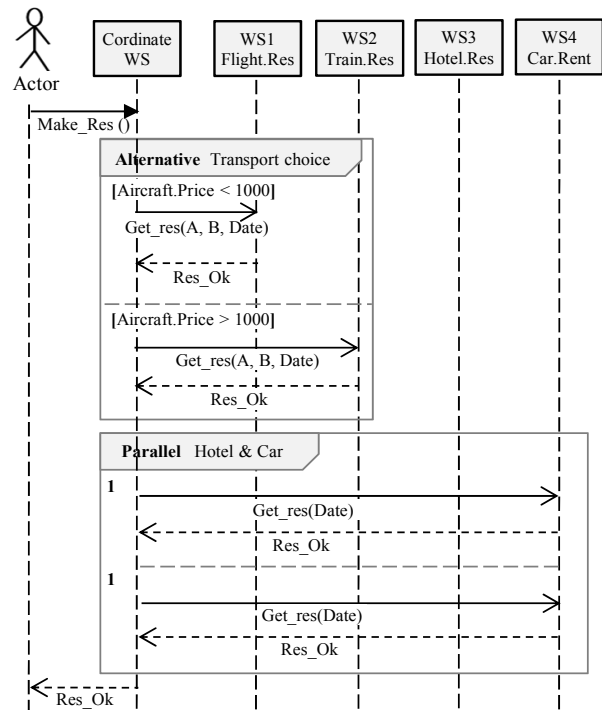 Cordinate
WS
WS1
Flight.Res
WS2
Train.Res
WS3
Hotel.Res
WS4
Car.Rent
Actor
Make_Res ()
Alternative Transport choice
[Aircraft.Price < 1000]
Get_res(A, B, Date)
Res_Ok
[Aircraft.Price > 1000]
Get_res(A, B, Date)
Res_Ok
Parallel Hotel & Car
1
Get_res(Date)
Res_Ok
1
Get_res(Date)
Res_Ok
Res_Ok